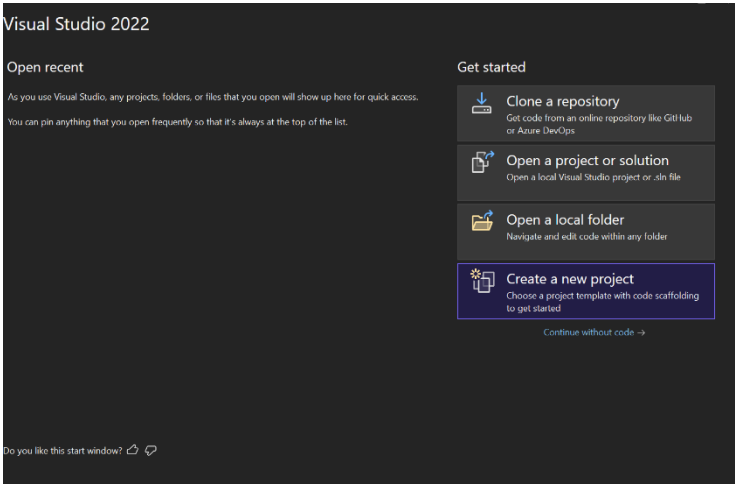 Visual Studio 2022
Open recent
As you use Visual Studio, any projects, folders, or files that you open will show up here for quick access.
You can pin anything that you open frequently so that it's always at the top of the list.
Get started
Clone a repository
Get code from an online repository like GitHub
or Azure DevOps
Open a project or solution
Open a local Visual Studio project or .sln file
Open a local folder
Navigate and edit code within any folder
Create a new project
Choose a project template with code scaffolding
to get started
Continue without code →
Do you like this start window?